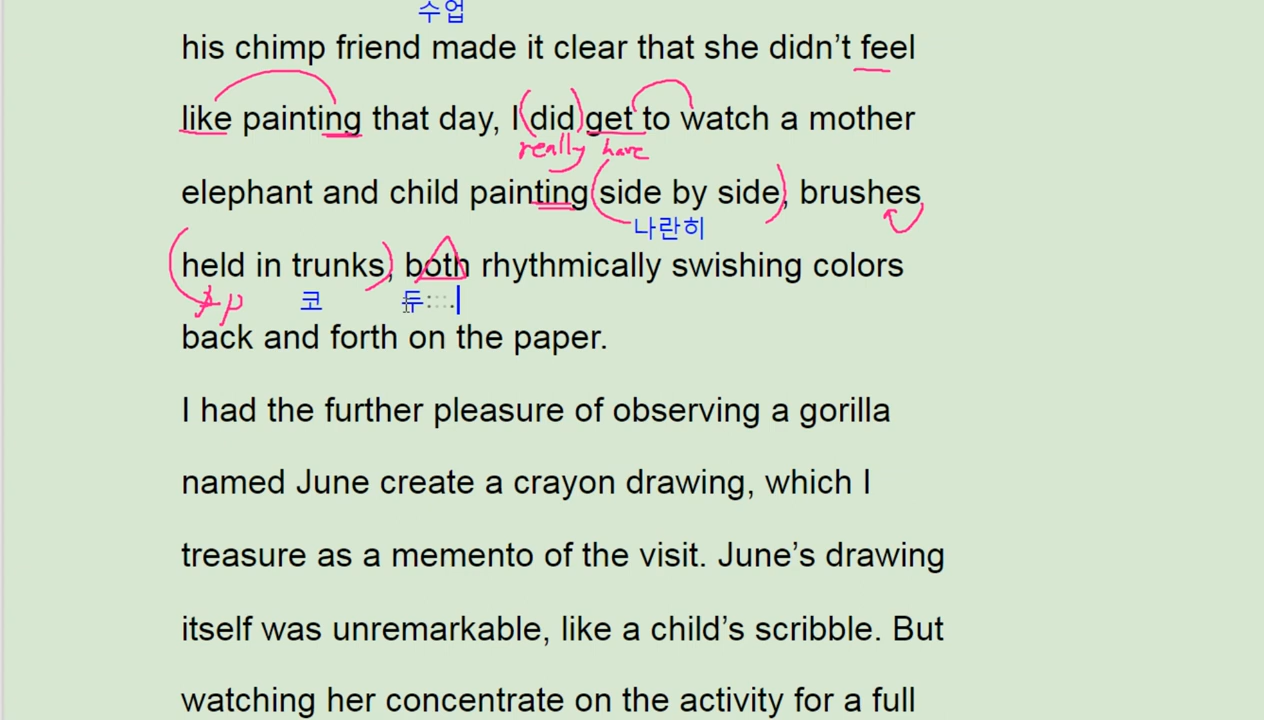 수업
his chimp friend made it clear that she didn’t feel
like painting that day, I did get to watch a mother
really have
elephant and child painting side by side, brushes
나란히
held in trunks, both rhythmically swishing colors
p 코 두
back and forth on the paper.
I had the further pleasure of observing a gorilla
named June create a crayon drawing, which I
treasure as a memento of the visit. June’s drawing
itself was unremarkable, like a child’s scribble. But
watching her concentrate on the activity for a full